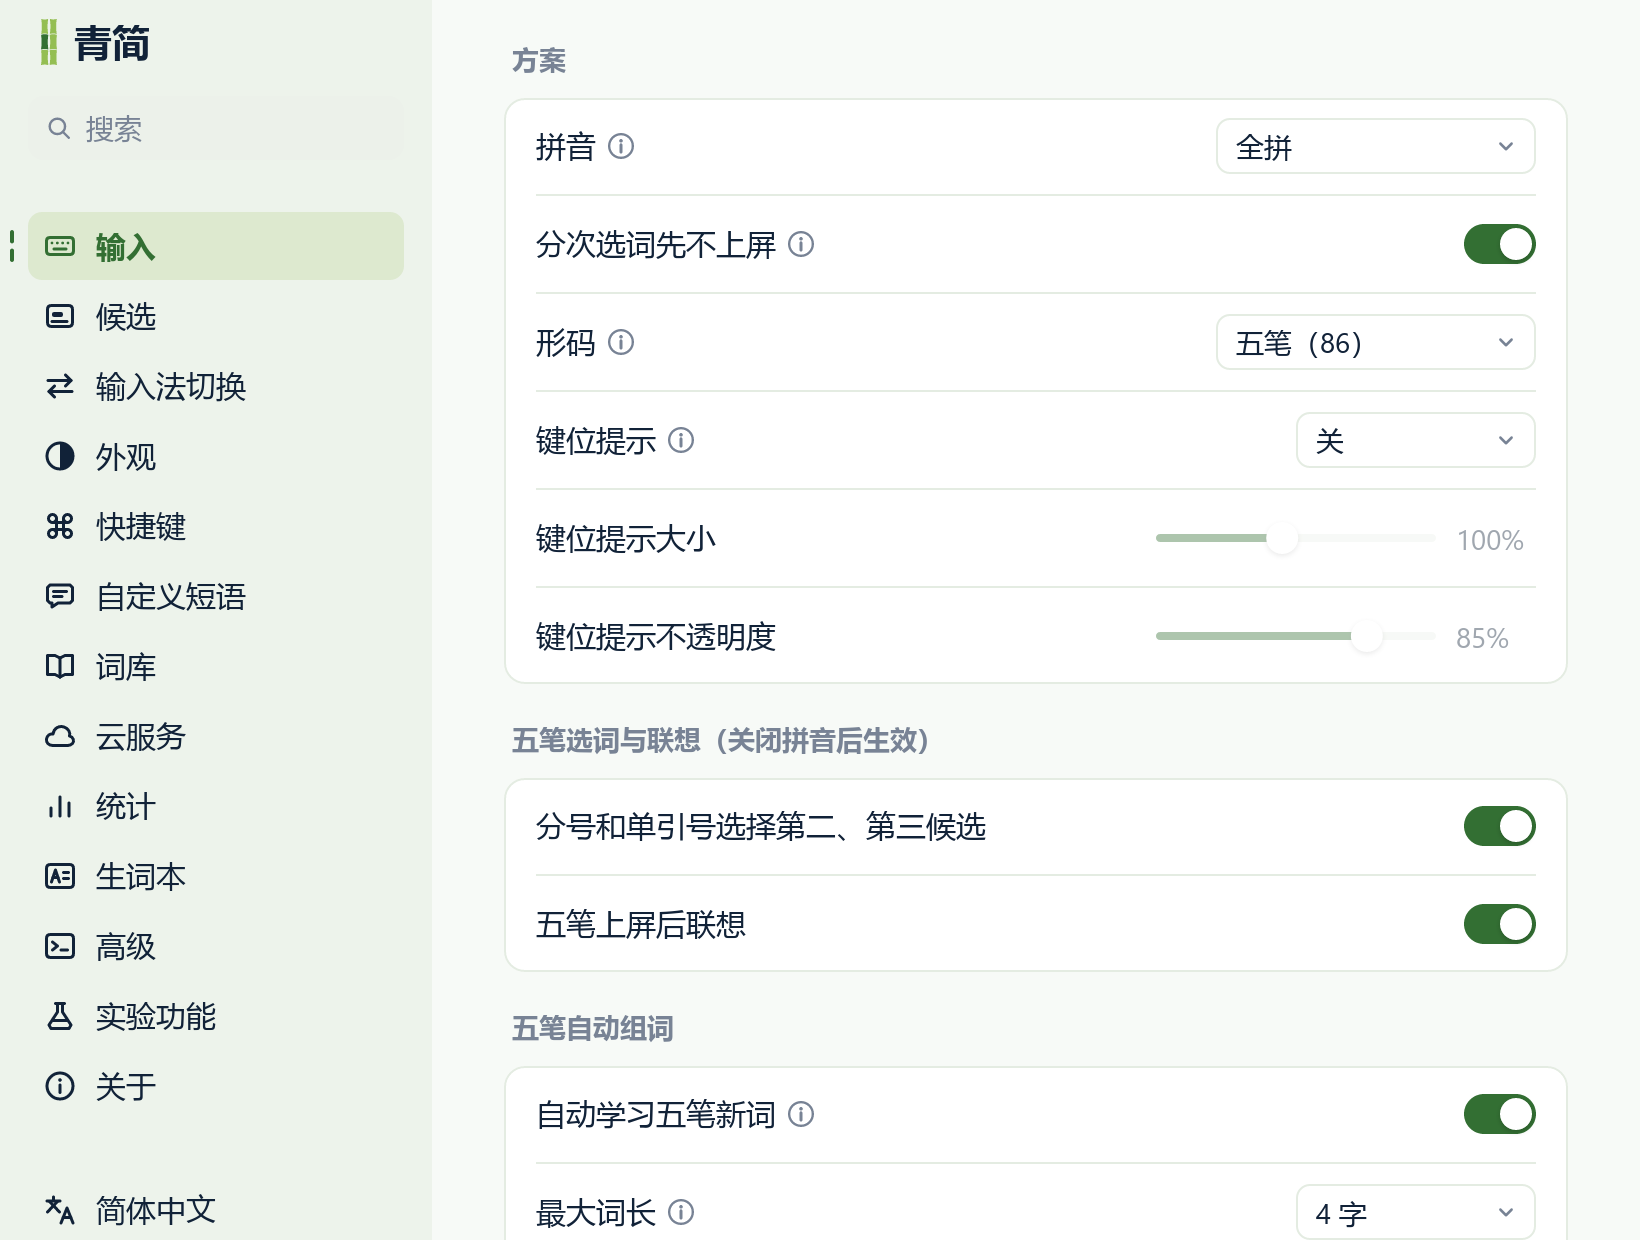 青简
搜索
输入
候选
输入法切换
外观
快捷键
自定义短语
词库
云服务
统计
生词本
高级
实验功能
关于
简体中文
方案
拼音
全拼
分次选词先不上屏
形码
五笔（86）
键位提示
关
键位提示大小
100%
键位提示不透明度
85%
五笔选词与联想（关闭拼音后生效）
分号和单引号选择第二、第三候选
五笔上屏后联想
五笔自动组词
自动学习五笔新词
最大词长
4 字